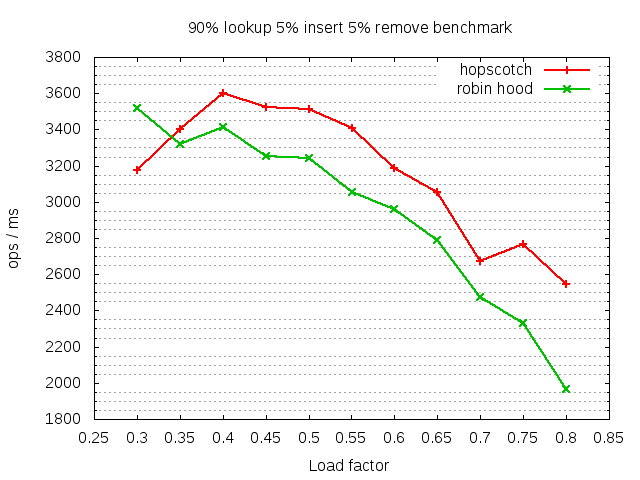 90% lookup 5% insert 5% remove benchmark
hopscotch
robin hood
3800
3600
3400
3200
3000
2800
2600
2400
2200
2000
1800
ops / ms
0.25 0.3 0.35 0.4 0.45 0.5 0.55 0.6 0.65 0.7 0.75 0.8 0.85
Load factor